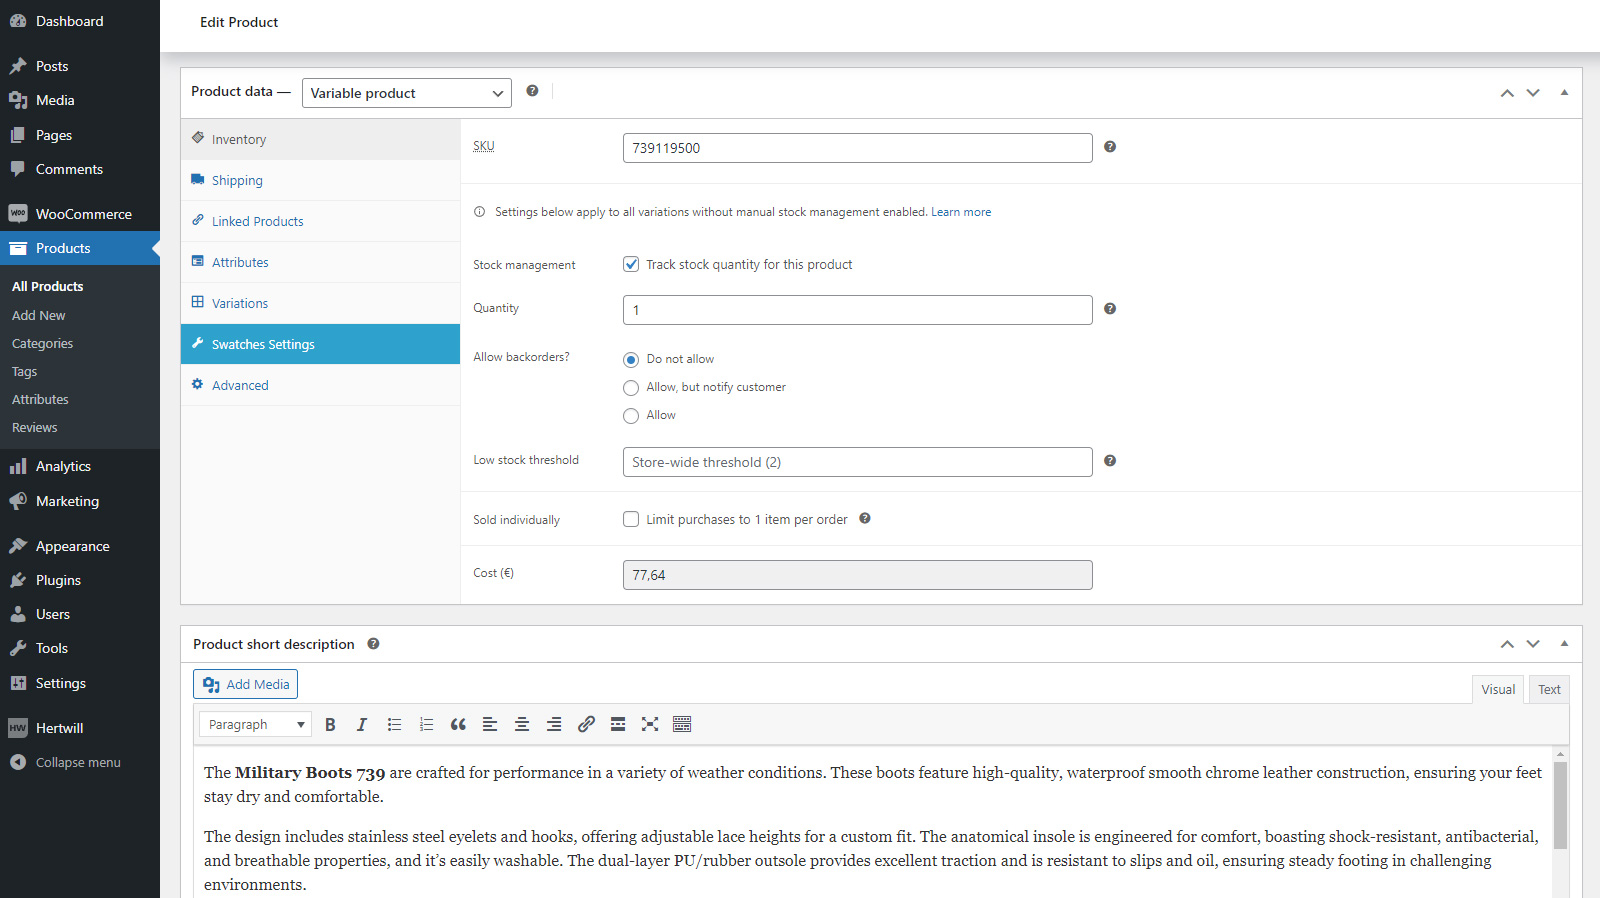 Dashboard
Posts
Media
Pages
Comments
WOO WooCommerce
Products
All Products
Add New
Categories
Tags
Attributes
Reviews
Analytics
Marketing
Appearance
Plugins
Users
Tools
Settings
HW Hertwill
Collapse menu
Edit Product
Product data — Variable product
Inventory
Shipping
Linked Products
Attributes
Variations
Swatches Settings
Advanced
SKU 739119500
Settings below apply to all variations without manual stock management enabled. Learn more
Stock management Track stock quantity for this product
Quantity 1
Allow backorders? Do not allow
Allow, but notify customer
Allow
Low stock threshold Store-wide threshold (2)
Sold individually Limit purchases to 1 item per order
Cost (€) 77,64
Product short description
Add Media
Visual Text
Paragraph B I
The Military Boots 739 are crafted for performance in a variety of weather conditions. These boots feature high-quality, waterproof smooth chrome leather construction, ensuring your feet
stay dry and comfortable.
The design includes stainless steel eyelets and hooks, offering adjustable lace heights for a custom fit. The anatomical insole is engineered for comfort, boasting shock-resistant, antibacterial,
and breathable properties, and it’s easily washable. The dual-layer PU/rubber outsole provides excellent traction and is resistant to slips and oil, ensuring steady footing in challenging
environments.